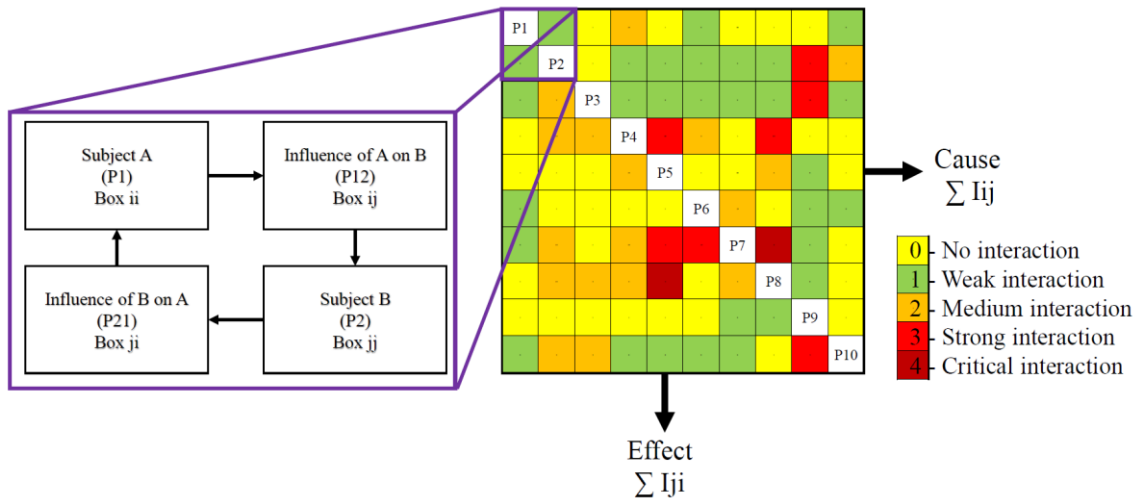 P1
P2
P3
P4
P5
P6
P7
P8
P9
P10
Subject A
(P1)
Box ii
Influence of A on B
(P12)
Box ij
Influence of B on A
(P21)
Box ji
Subject B
(P2)
Box jj
Cause
∑ Iij
0 - No interaction
1 - Weak interaction
2 - Medium interaction
3 - Strong interaction
4 - Critical interaction
Effect
∑ Iji